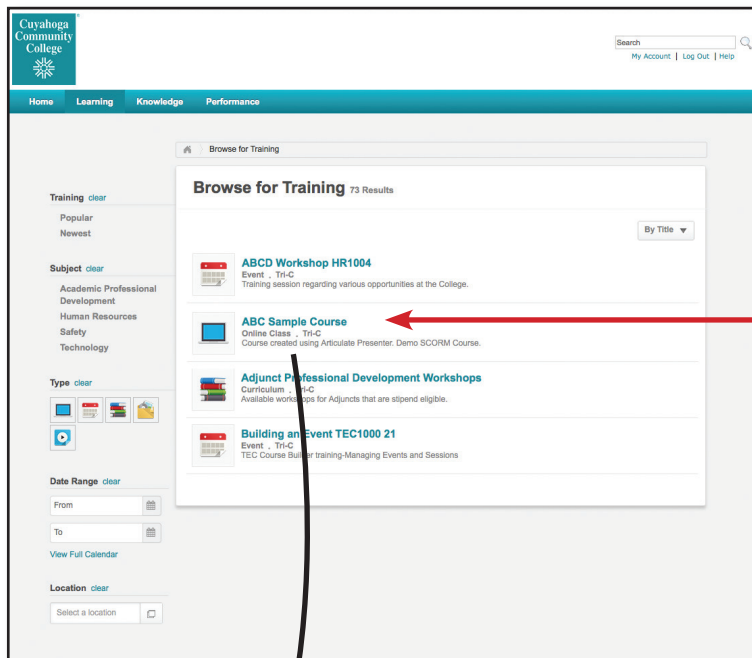 Cuyahoga
Community
College
Search
My Account | Log Out | Help
Home Learning Knowledge Performance
Browse for Training
Browse for Training 73 Results
By Title
Training clear
Popular
Newest
Subject clear
Academic Professional
Development
Human Resources
Safety
Technology
Type clear
Date Range clear
From
To
View Full Calendar
Location clear
Select a location
ABCD Workshop HR1004
Event . Tri-C
Training session regarding various opportunities at the College.
ABC Sample Course
Online Class . Tri-C
Course created using Articulate Presenter. Demo SCORM Course.
Adjunct Professional Development Workshops
Curriculum . Tri-C
Available workshops for Adjuncts that are stipend eligible.
Building an Event TEC1000 21
Event . Tri-C
TEC Course Builder training-Managing Events and Sessions